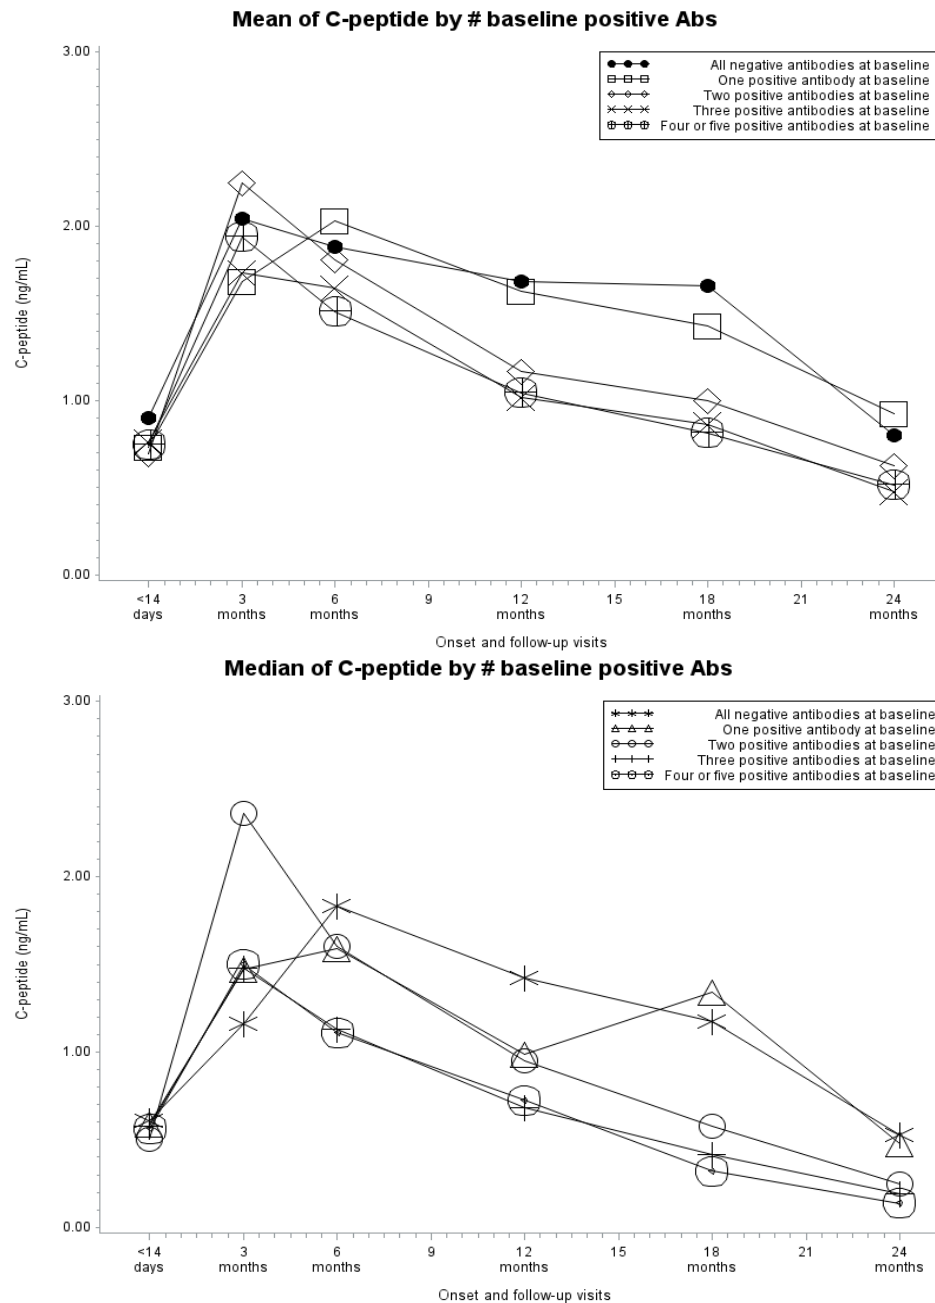 Mean of C-peptide by # baseline positive Abs
3.00
All negative antibodies at baseline
One positive antibody at baseline
Two positive antibodies at baseline
Three positive antibodies at baseline
Four or five positive antibodies at baseline
2.00
C-peptide (ng/mL)
1.00
0.00
<14 3 6 9 12 15 18 21 24
days months months months months months
Onset and follow-up visits
Median of C-peptide by # baseline positive Abs
3.00
All negative antibodies at baseline
One positive antibody at baseline
Two positive antibodies at baseline
Three positive antibodies at baseline
Four or five positive antibodies at baseline
2.00
C-peptide (ng/mL)
1.00
0.00
<14 3 6 9 12 15 18 21 24
days months months months months months
Onset and follow-up visits